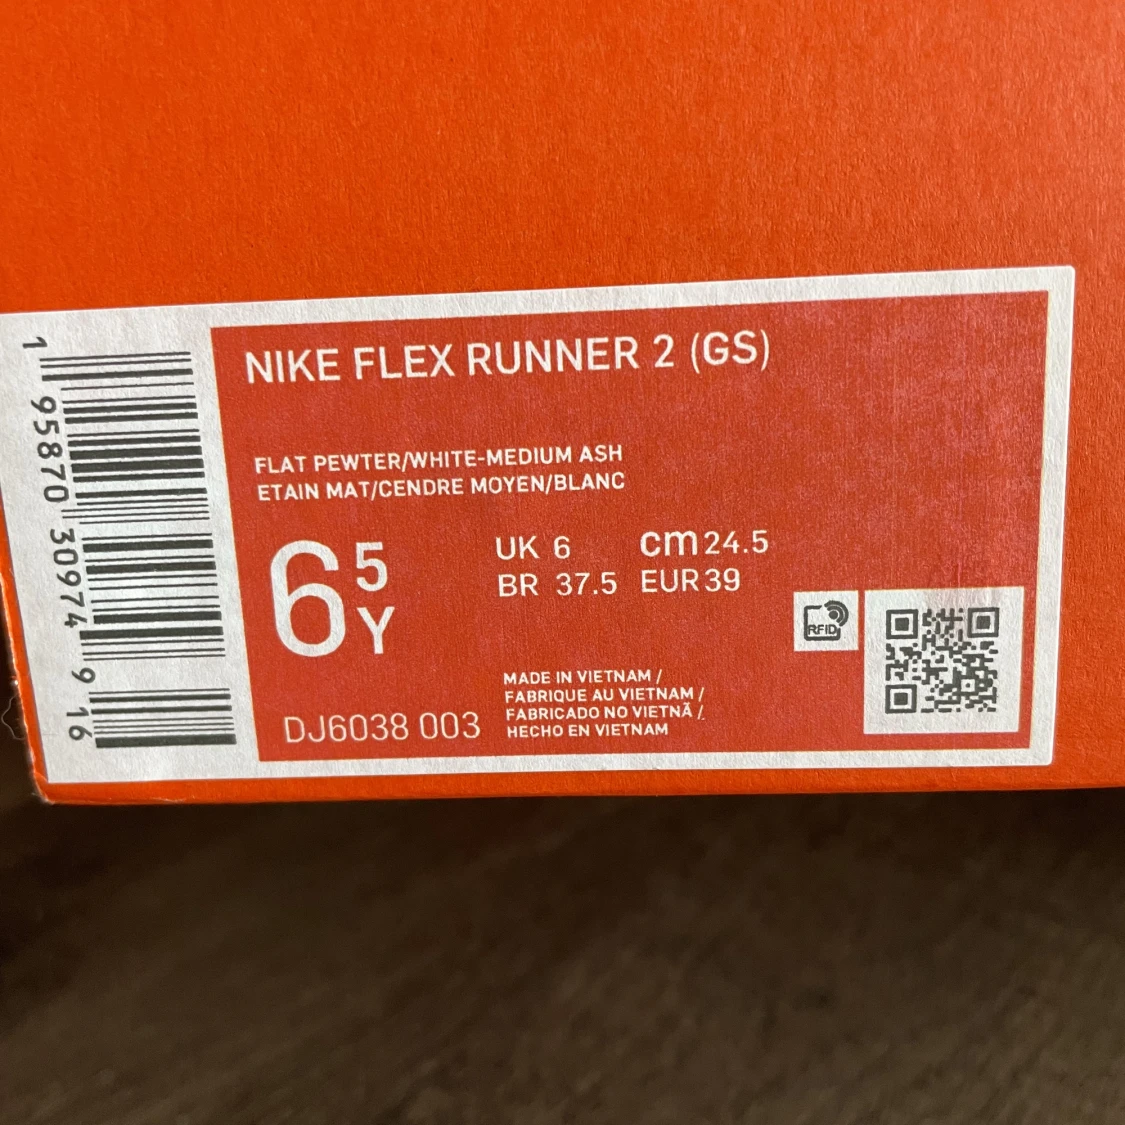 NIKE FLEX RUNNER 2 (GS)
FLAT PEWTER/WHITE-MEDIUM ASH
ETAIN MAT/CENDRE MOYEN/BLANC
6 5 Y
UK 6 cm 24.5
BR 37.5 EUR 39
RFID
MADE IN VIETNAM /
FABRIQUE AU VIETNAM /
FABRICADO NO VIETNÃ /
HECHO EN VIETNAM
DJ6038 003
1 95870 30974 9 16